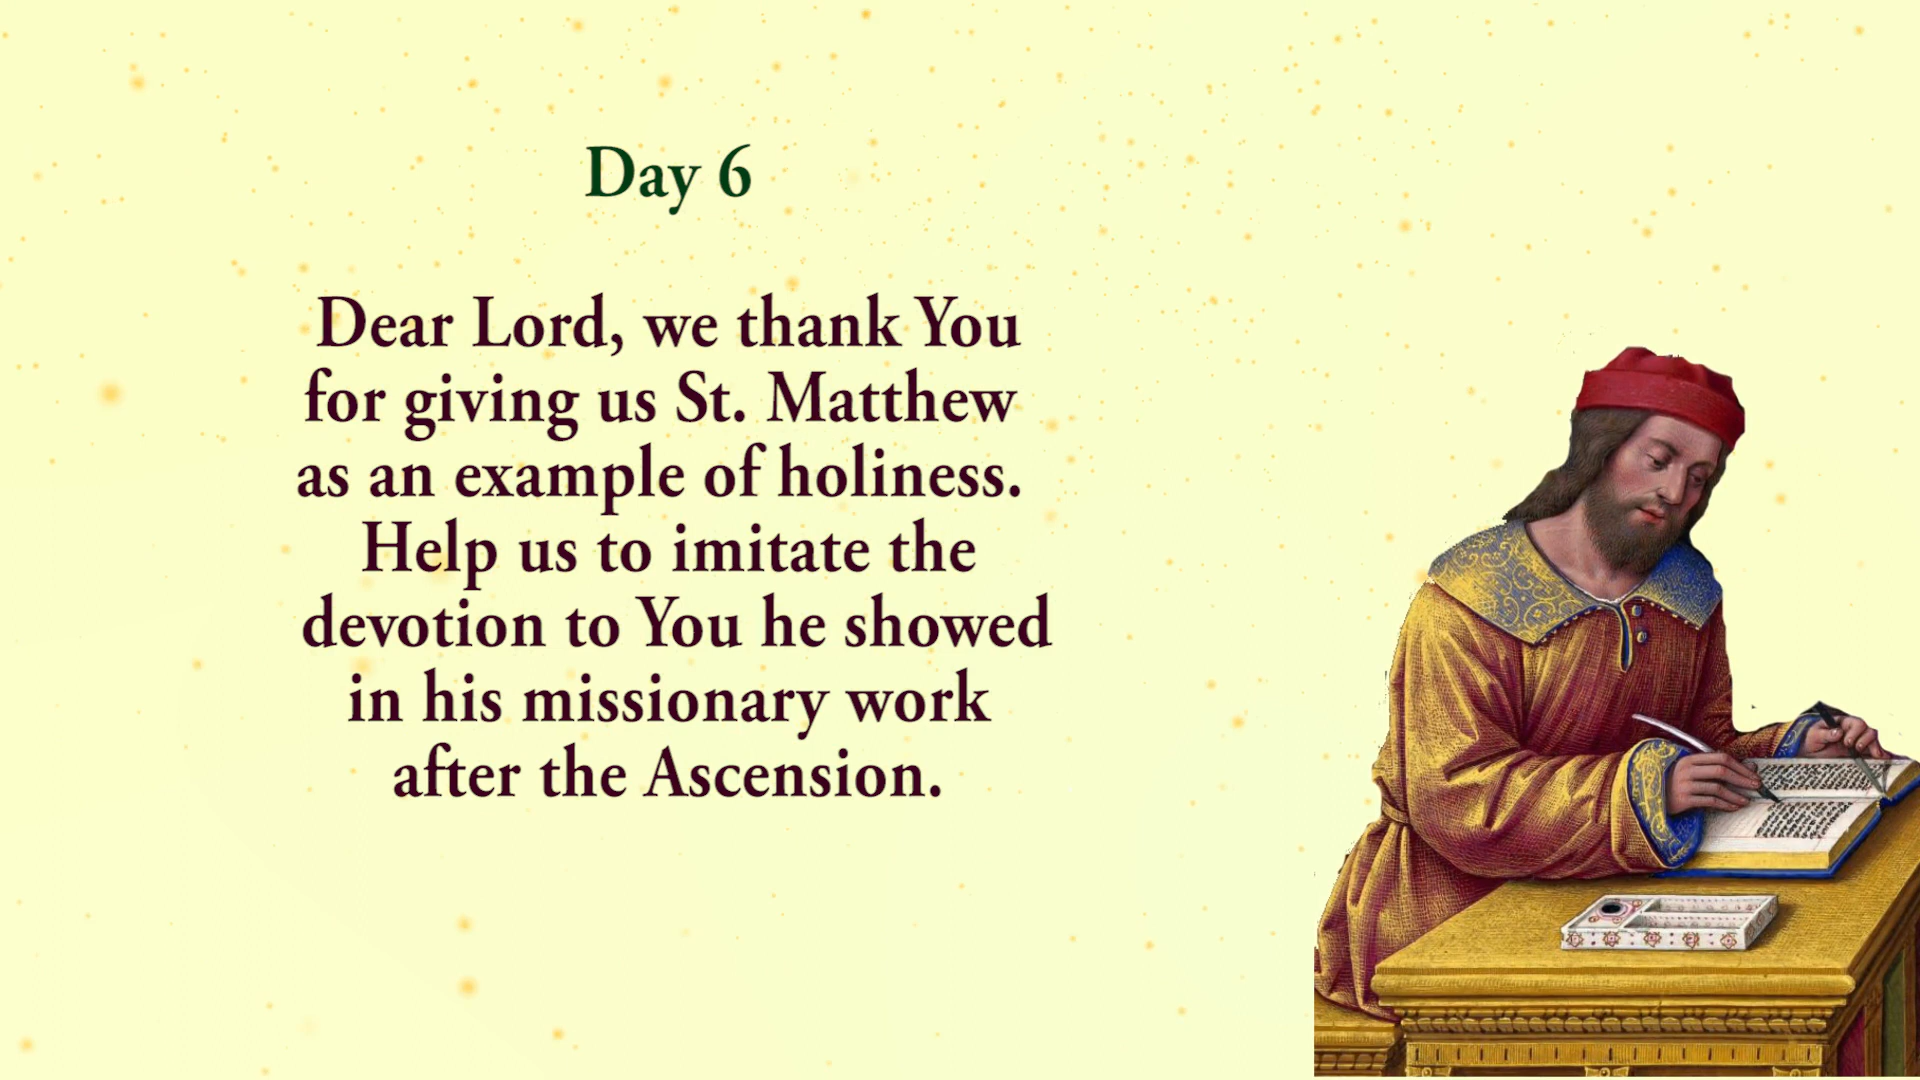 Day 6
Dear Lord, we thank You
for giving us St. Matthew
as an example of holiness.
Help us to imitate the
devotion to You he showed
in his missionary work
after the Ascension.